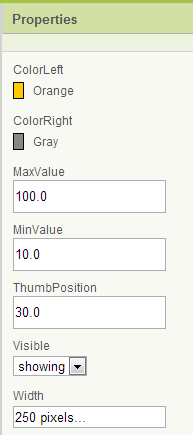 Properties
ColorLeft
Orange
ColorRight
Gray
MaxValue
100.0
MinValue
10.0
ThumbPosition
30.0
Visible
showing
Width
250 pixels...